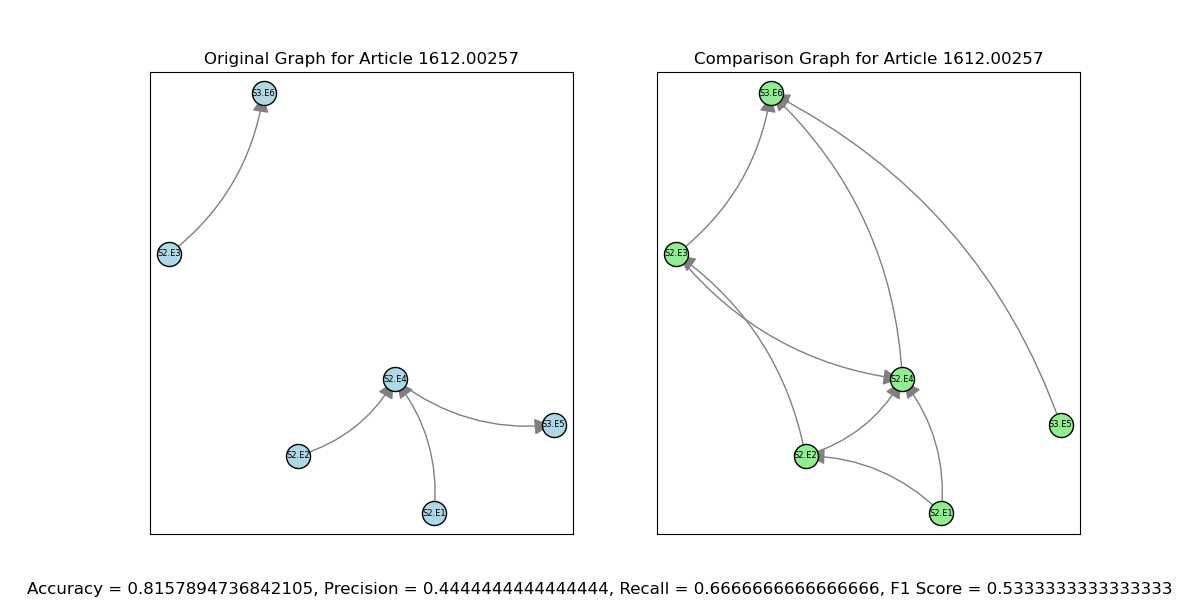 Original Graph for Article 1612.00257
Comparison Graph for Article 1612.00257
S3.E6
S3.E6
S2.E3
S2.E3
S2.E4
S2.E4
S3.E5
S3.E5
S2.E2
S2.E2
S2.E1
S2.E1
Accuracy = 0.8157894736842105, Precision = 0.4444444444444444, Recall = 0.6666666666666666, F1 Score = 0.5333333333333333